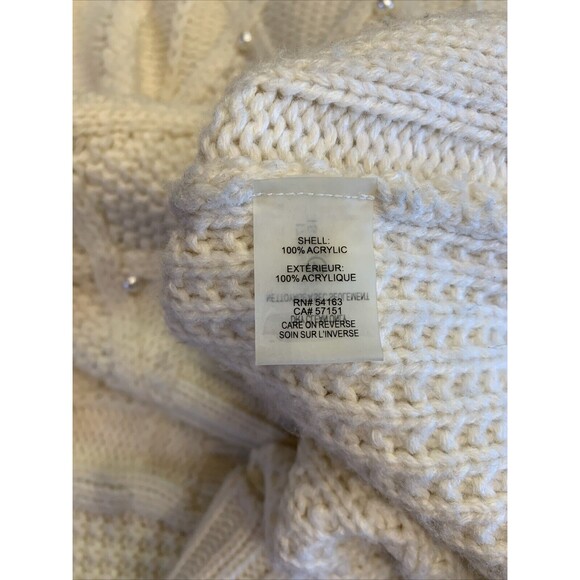 SHELL:
100% ACRYLIC
EXTÉRIEUR:
100% ACRYLIQUE
RN# 54163
CA# 57151
CARE ON REVERSE
SOIN SUR L'INVERSE